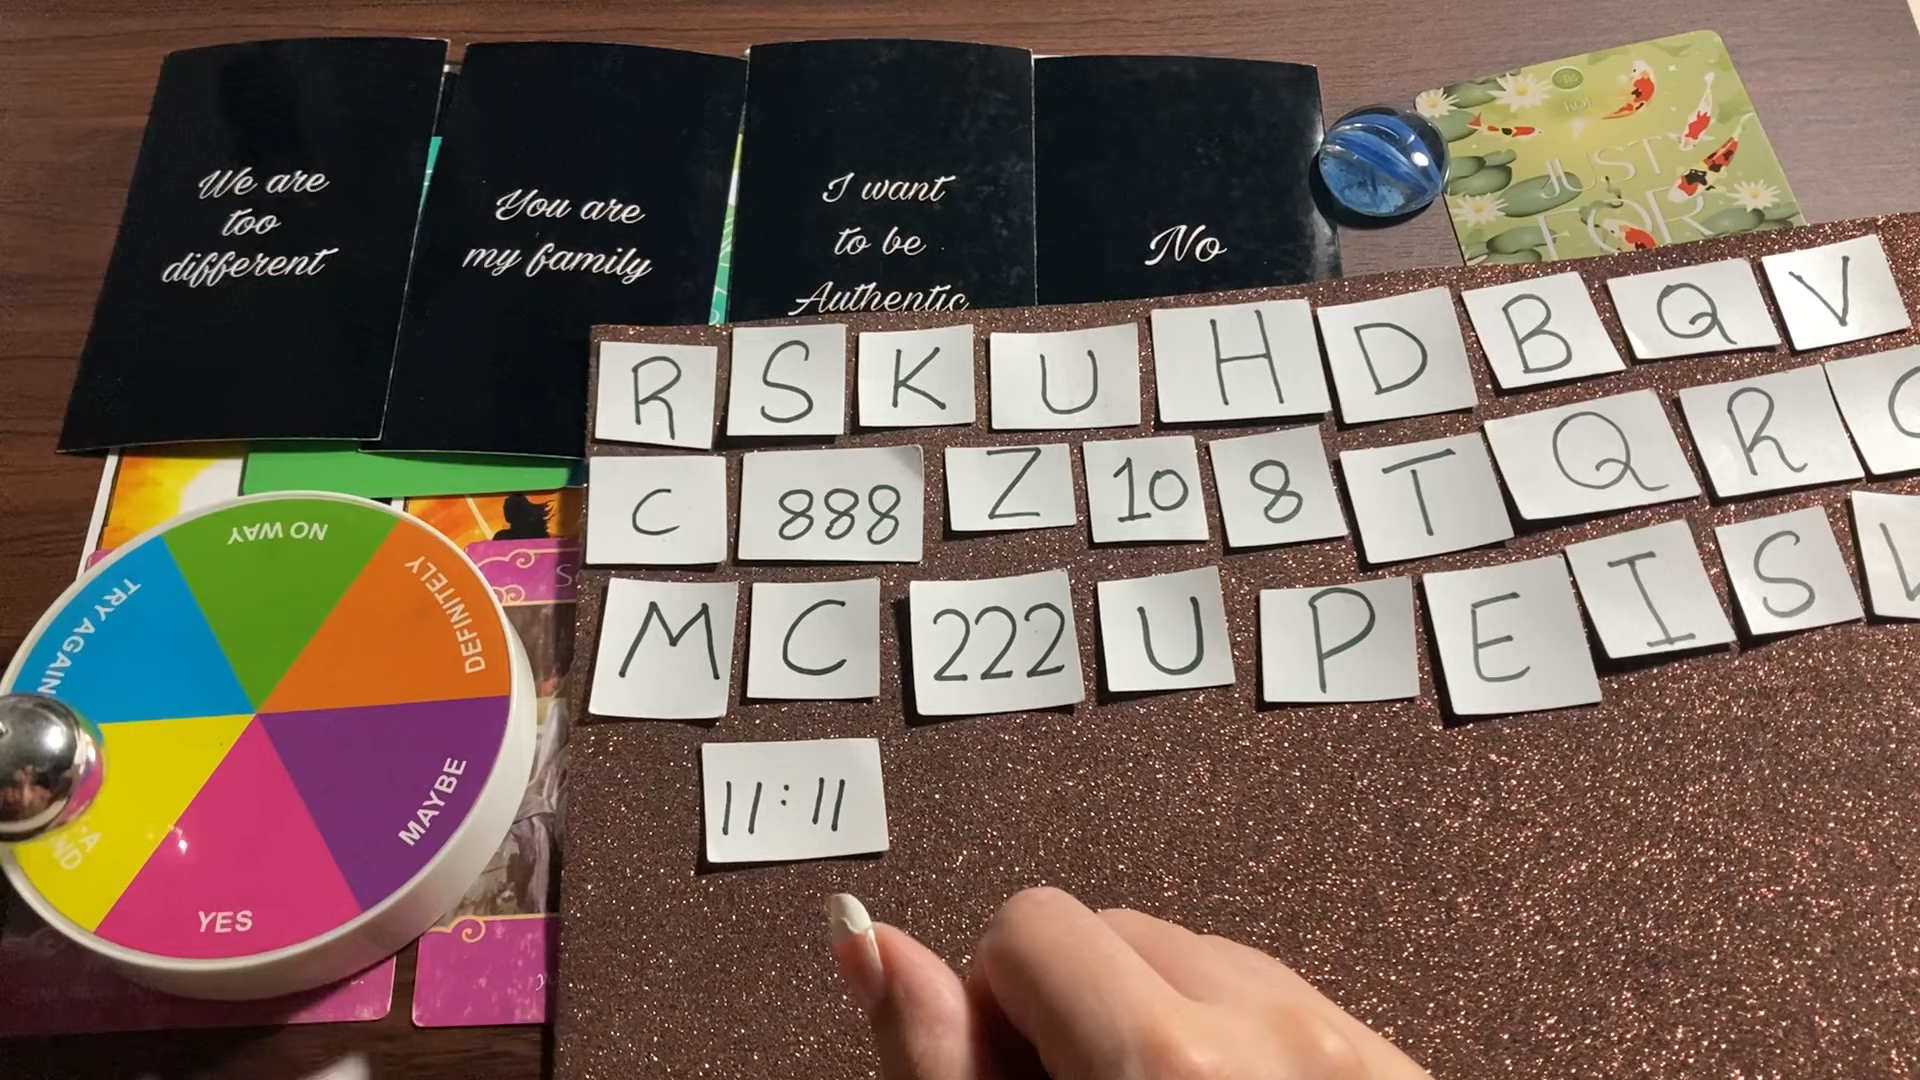 We are
too
different
You are
my family
I want
to be
Authentic
No
KOI
JUST
FOR
R S K U H D B Q V
C 888 Z 10 8 T Q R
M C 222 U P E I S
11:11
NO WAY
DEFINITELY
MAYBE
YES
TRY AGAIN